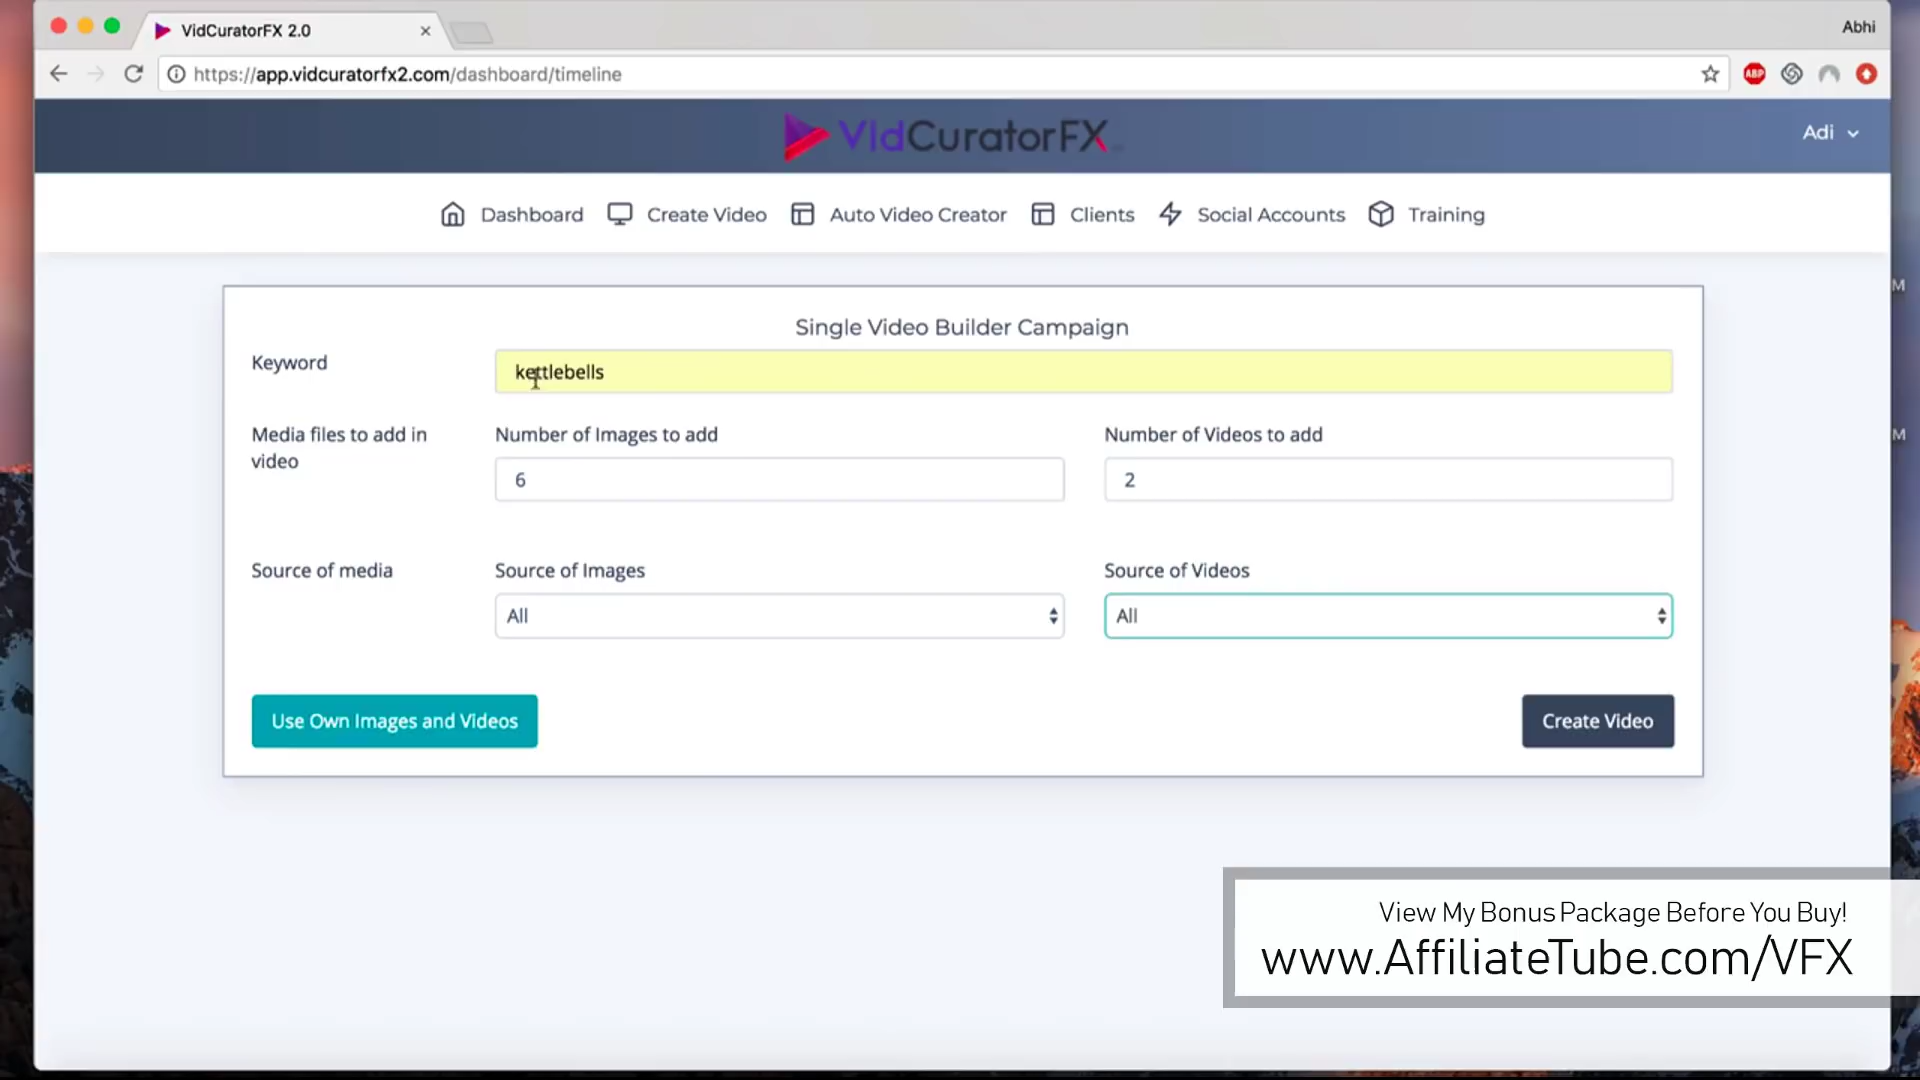 VidCuratorFX 2.0
Abhi
https://app.vidcuratorfx2.com/dashboard/timeline
ABP
VidCuratorFX
Adi
Dashboard
Create Video
Auto Video Creator
Clients
Social Accounts
Training
M
Single Video Builder Campaign
Keyword
kettlebells
Media files to add in
video
Number of Images to add
Number of Videos to add
M
6
2
Source of media
Source of Images
Source of Videos
All
All
Use Own Images and Videos
Create Video
View My Bonus Package Before You Buy!
www.AffiliateTube.com/VFX